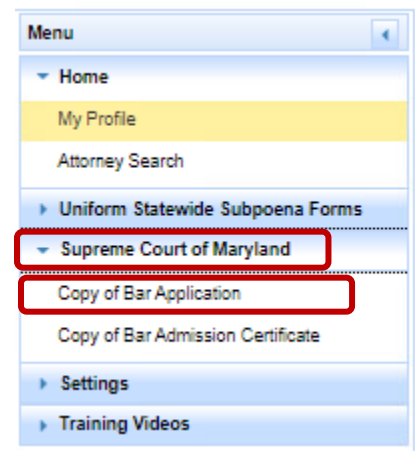 Menu
Home
My Profile
Attorney Search
Uniform Statewide Subpoena Forms
Supreme Court of Maryland
Copy of Bar Application
Copy of Bar Admission Certificate
Settings
Training Videos